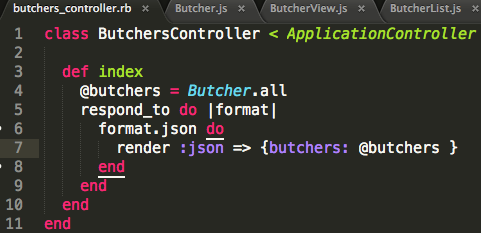 butchers_controller.rb × Butcher.js × ButcherView.js × ButcherList.js ×
1 class ButchersController < ApplicationController
2
3 def index
4 @butchers = Butcher.all
5 respond_to do |format|
6 format.json do
7 render :json => {butchers: @butchers }
8 end
9 end
10 end
11 end